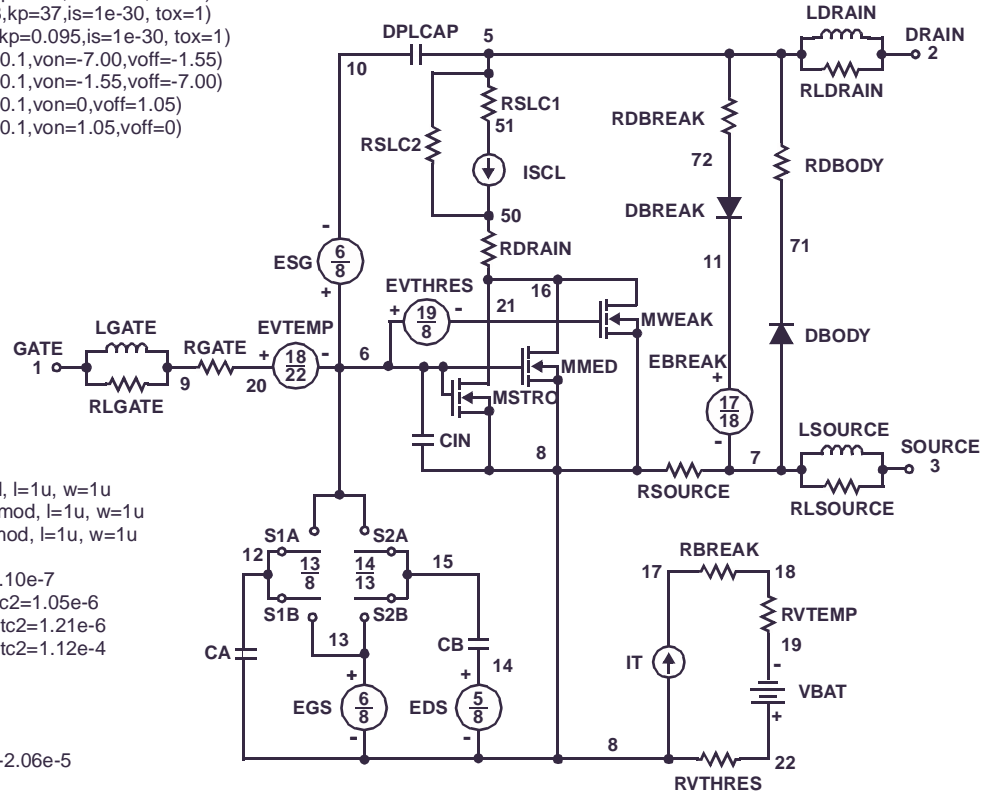 3,kp=37,is=1e-30, tox=1)
kp=0.095,is=1e-30, tox=1)
0.1,von=-7.00,voff=-1.55)
0.1,von=-1.55,voff=-7.00)
0.1,von=0,voff=1.05)
0.1,von=1.05,voff=0)
l, l=1u, w=1u
mod, l=1u, w=1u
nod, l=1u, w=1u
.10e-7
c2=1.05e-6
tc2=1.21e-6
tc2=1.12e-4
-2.06e-5
LDRAIN
DPLCAP
5
DRAIN
2
10
RLDRAIN
RSLC1
51
RDBREAK
RSLC2
72
RDBODY
ISCL
50
DBREAK
RDRAIN
71
-
ESG
6
8
+
11
EVTHRES
+
19
8
-
16
21
MWEAK
LGATE
EVTEMP
GATE
1
RGATE
+
18
22
-
6
DBODY
EBREAK
MMED
9
20
MSTRO
+
17
18
-
RLGATE
CIN
LSOURCE
8
7
SOURCE
3
RSOURCE
RLSOURCE
S1A
S2A
12
13
8
14
13
15
RBREAK
17
18
S1B
S2B
RVTEMP
13
CA
CB
19
14
IT
-
VBAT
+
+
EGS
6
8
-
+
EDS
5
8
-
8
22
RVTHRES